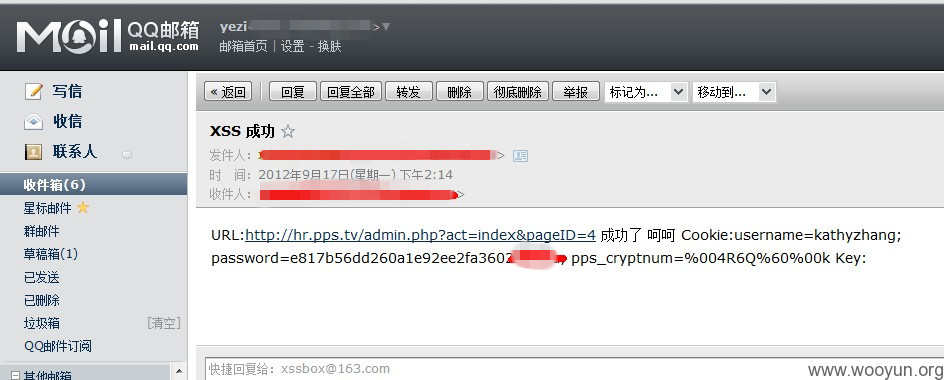 MOil QQ邮箱
mail.qq.com
yezi
邮箱首页 | 设置 - 换肤
写信
收信
联系人
收件箱(6)
星标邮件
群邮件
草稿箱(1)
已发送
已删除
垃圾箱 [清空]
QQ邮件订阅
其他邮箱
« 返回 回复 回复全部 转发 删除 彻底删除 举报 标记为... 移动到...
XSS 成功
发件人:
时 间: 2012年9月17日(星期一) 下午2:14
收件人:
URL:http://hr.pps.tv/admin.php?act=index&pageID=4 成功了 呵呵 Cookie:username=kathyzhang;
password=e817b56dd260a1e92ee2fa3602 pps_cryptnum=%004R6Q%60%00k Key:
快捷回复给: xssbox@163.com
www.wooyun.org